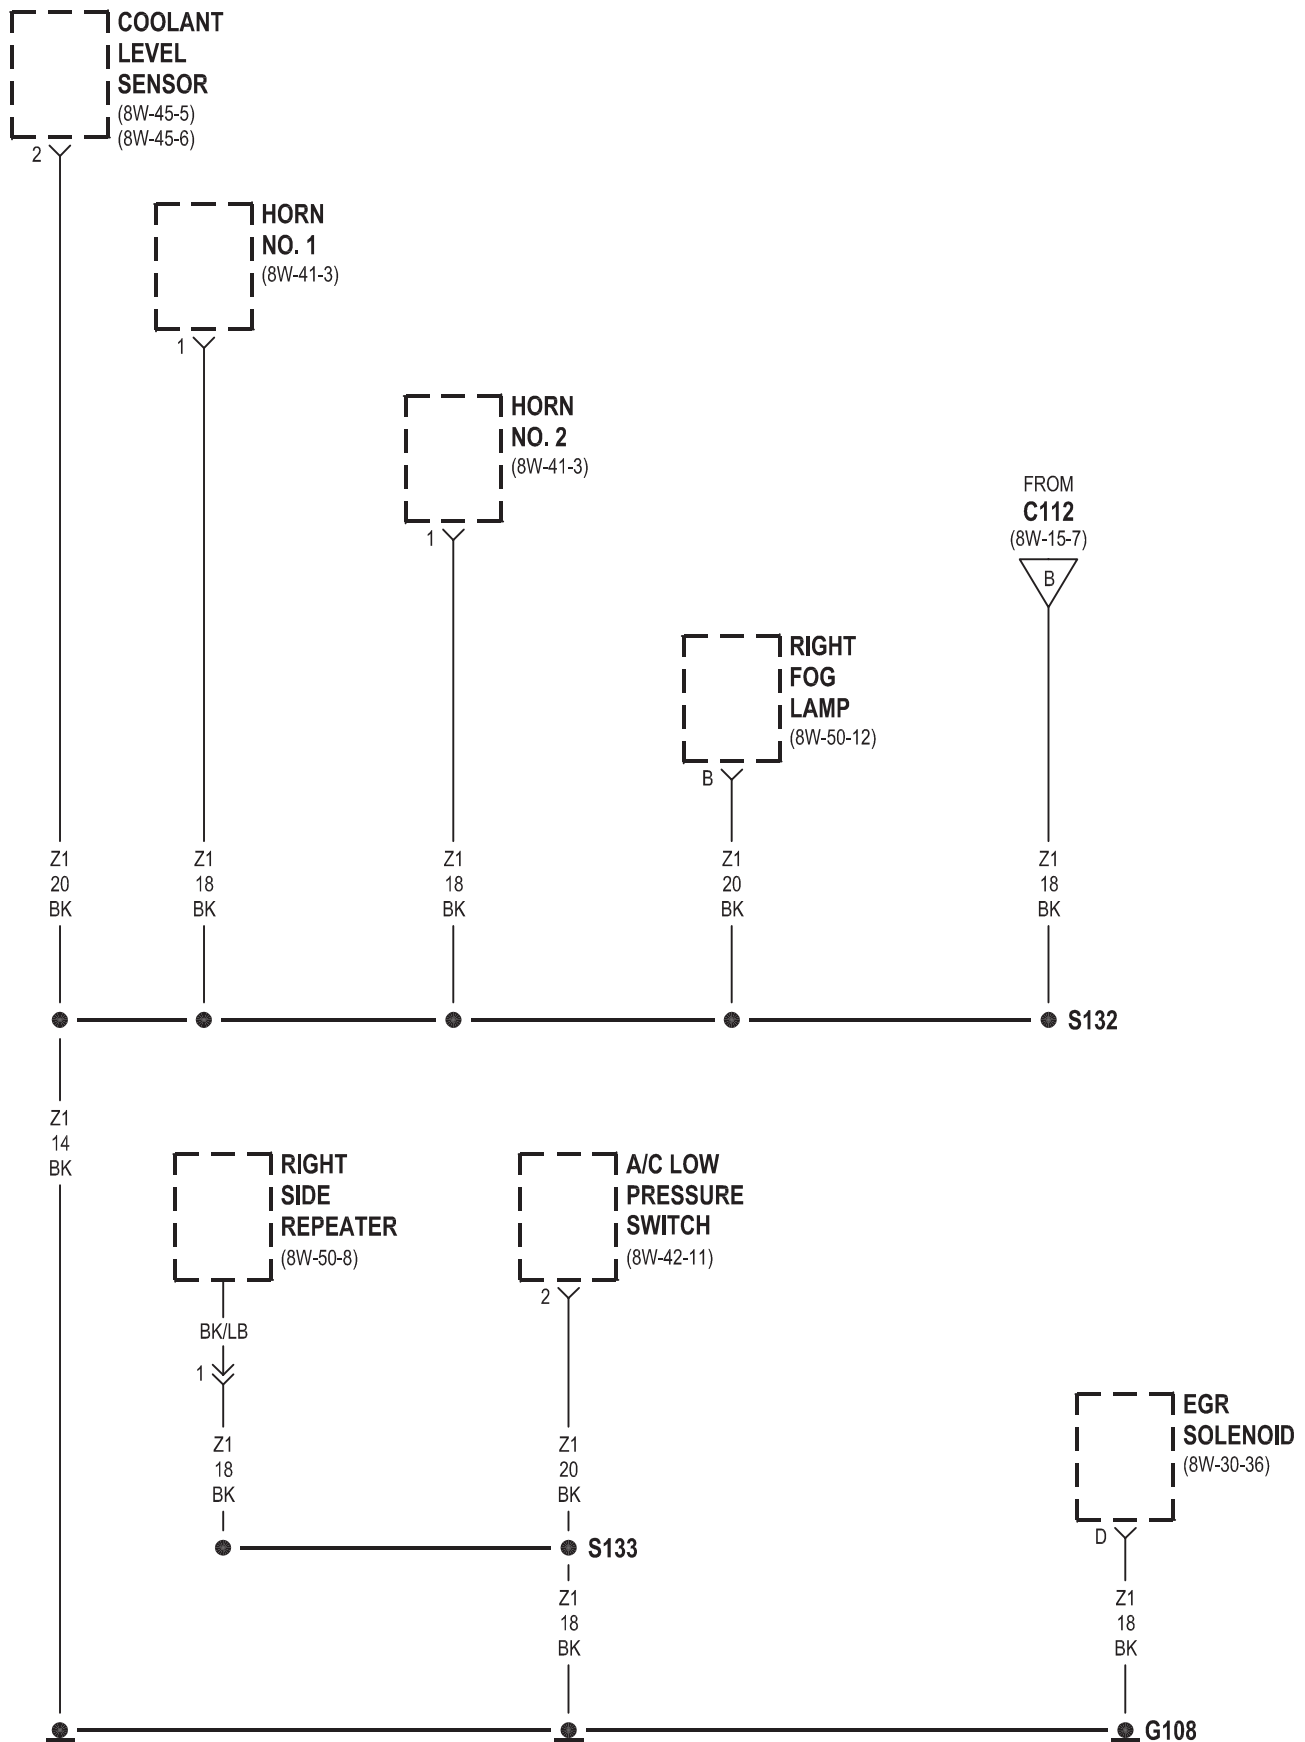 COOLANT
LEVEL
SENSOR
(8W-45-5)
(8W-45-6)
2
HORN
NO. 1
(8W-41-3)
1
HORN
NO. 2
(8W-41-3)
1
FROM
C112
(8W-15-7)
B
RIGHT
FOG
LAMP
(8W-50-12)
B
Z1
20
BK
Z1
18
BK
Z1
18
BK
Z1
20
BK
Z1
18
BK
S132
Z1
14
BK
RIGHT
SIDE
REPEATER
(8W-50-8)
BK/LB
1
Z1
18
BK
A/C LOW
PRESSURE
SWITCH
(8W-42-11)
2
Z1
20
BK
S133
Z1
18
BK
EGR
SOLENOID
(8W-30-36)
D
Z1
18
BK
G108